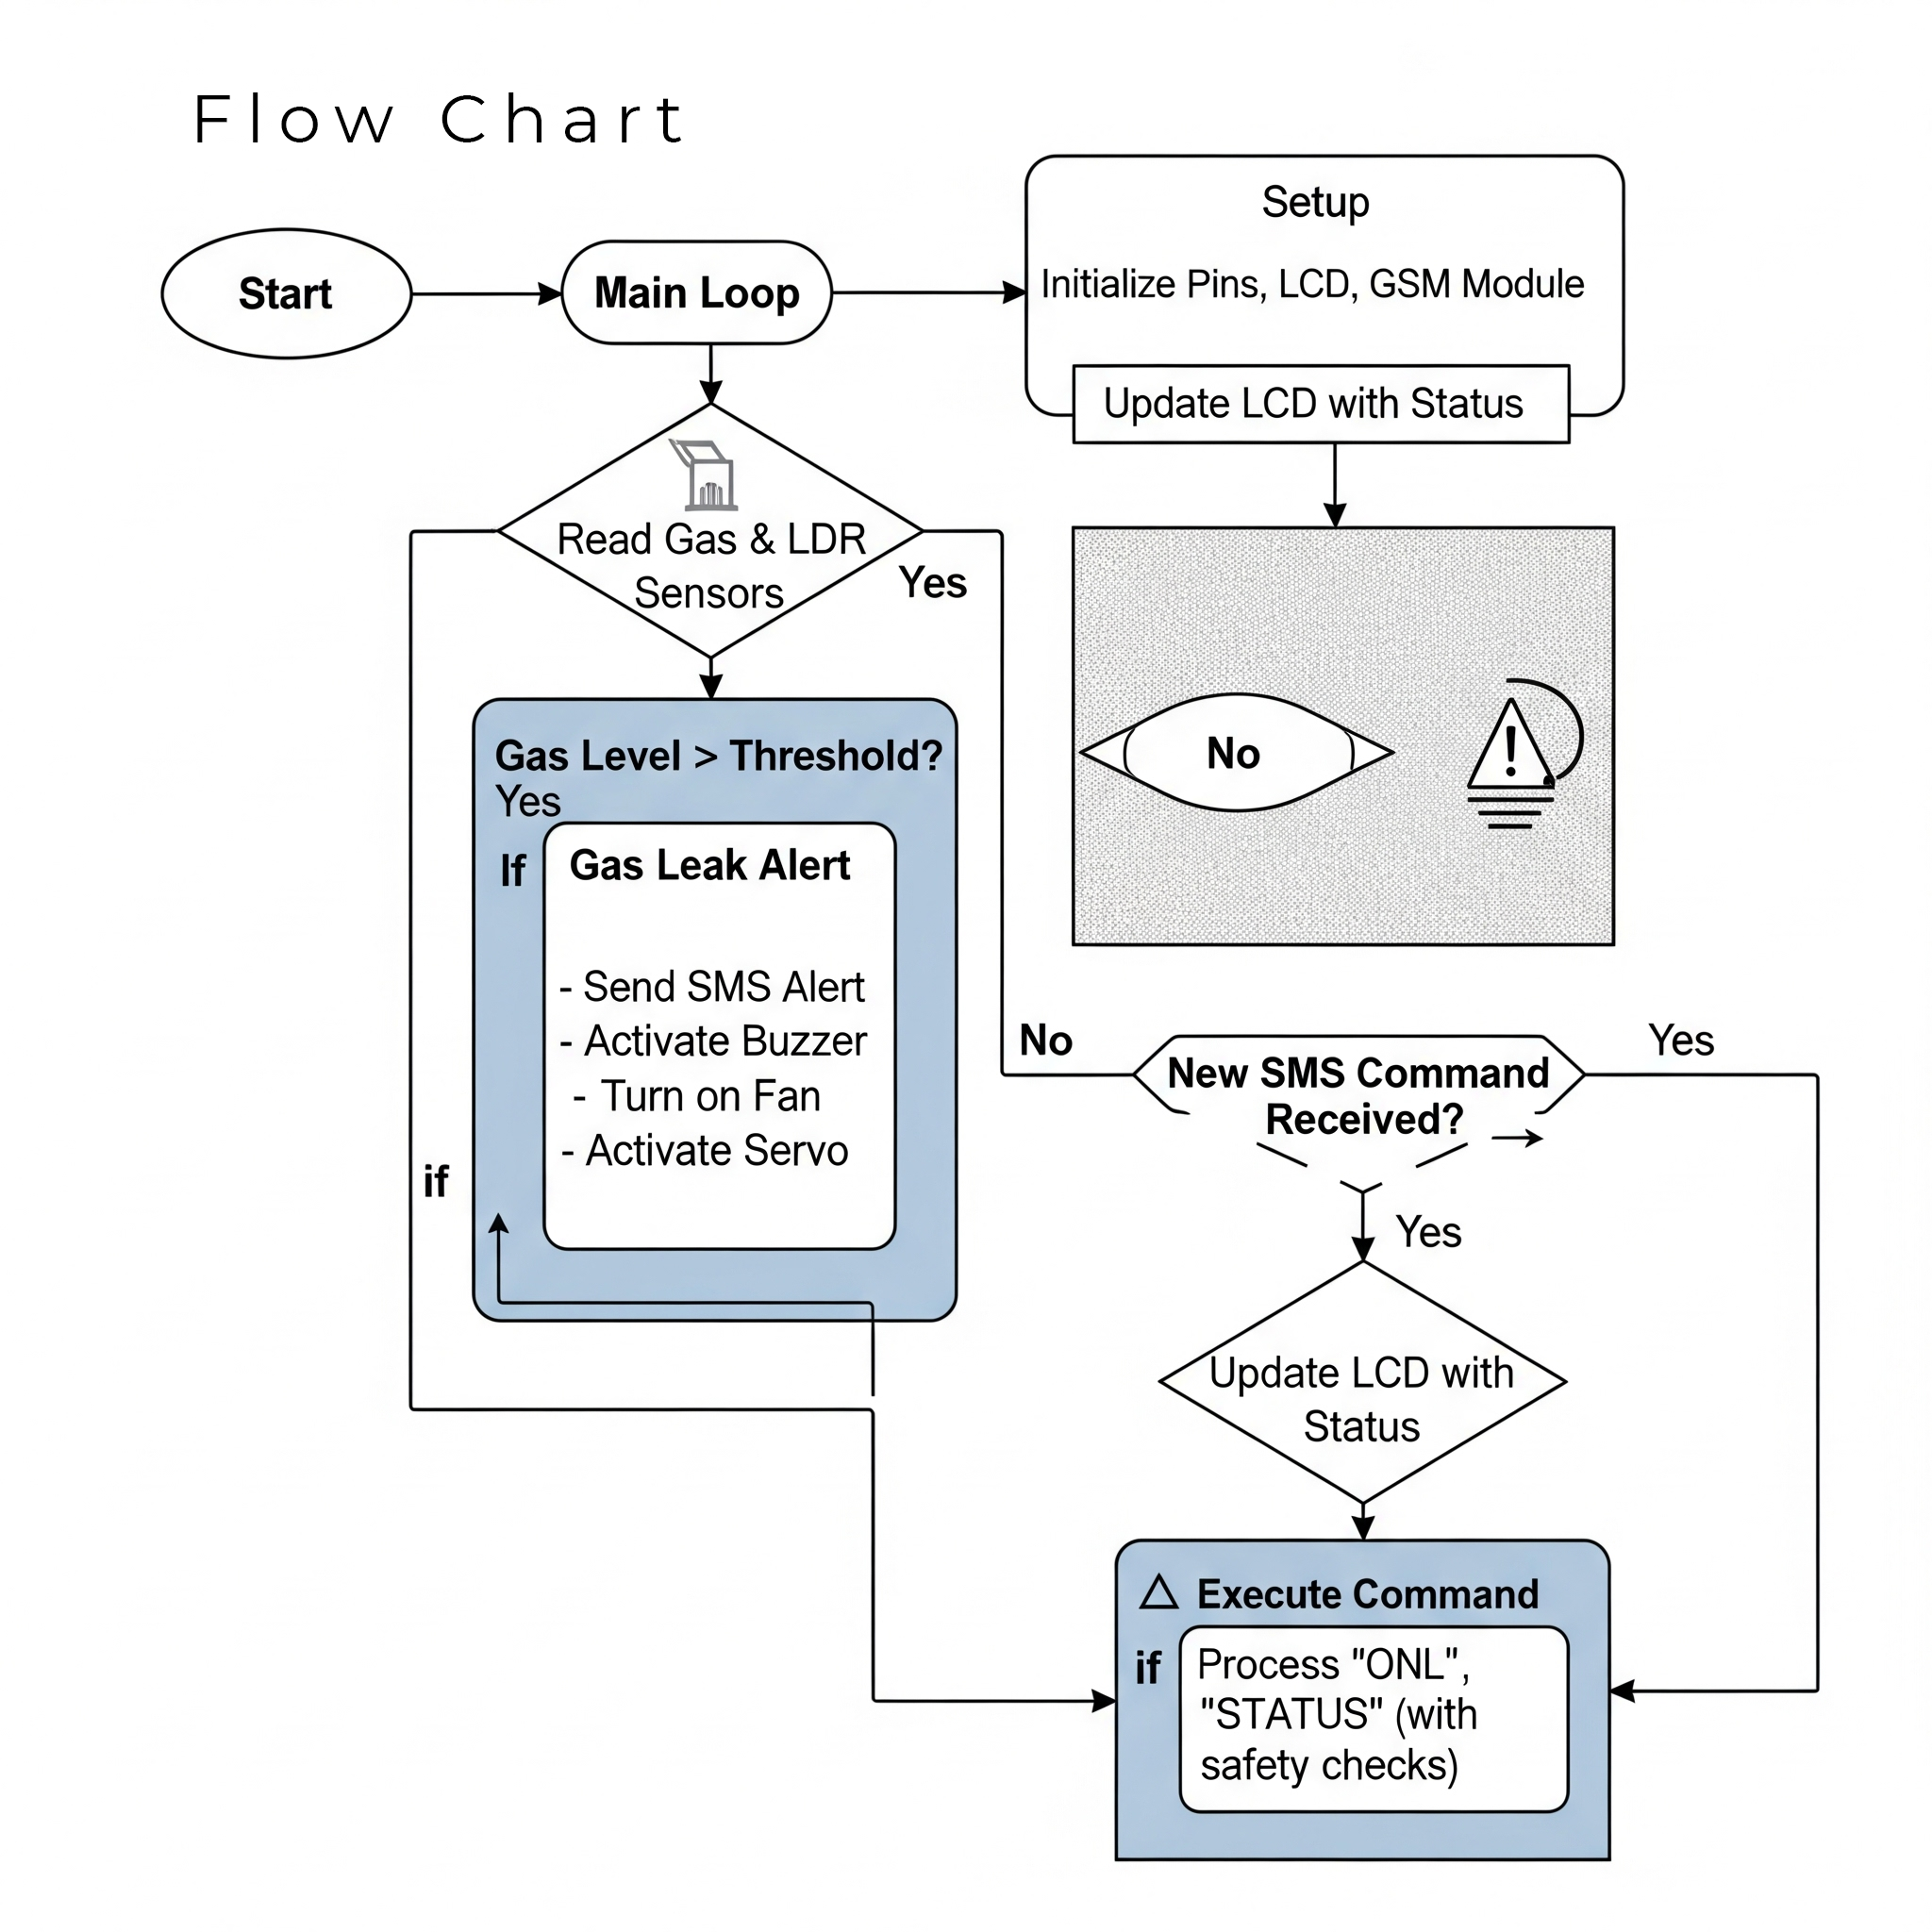 Flow Chart
Start
Main Loop
Setup
Initialize Pins, LCD, GSM Module
Update LCD with Status
Read Gas & LDR
Sensors
Yes
Gas Level > Threshold?
Yes
If
Gas Leak Alert
- Send SMS Alert
- Activate Buzzer
- Turn on Fan
- Activate Servo
if
No
!
No
New SMS Command
Received?
Yes
Yes
Update LCD with
Status
Execute Command
if
Process "ONL",
"STATUS" (with
safety checks)